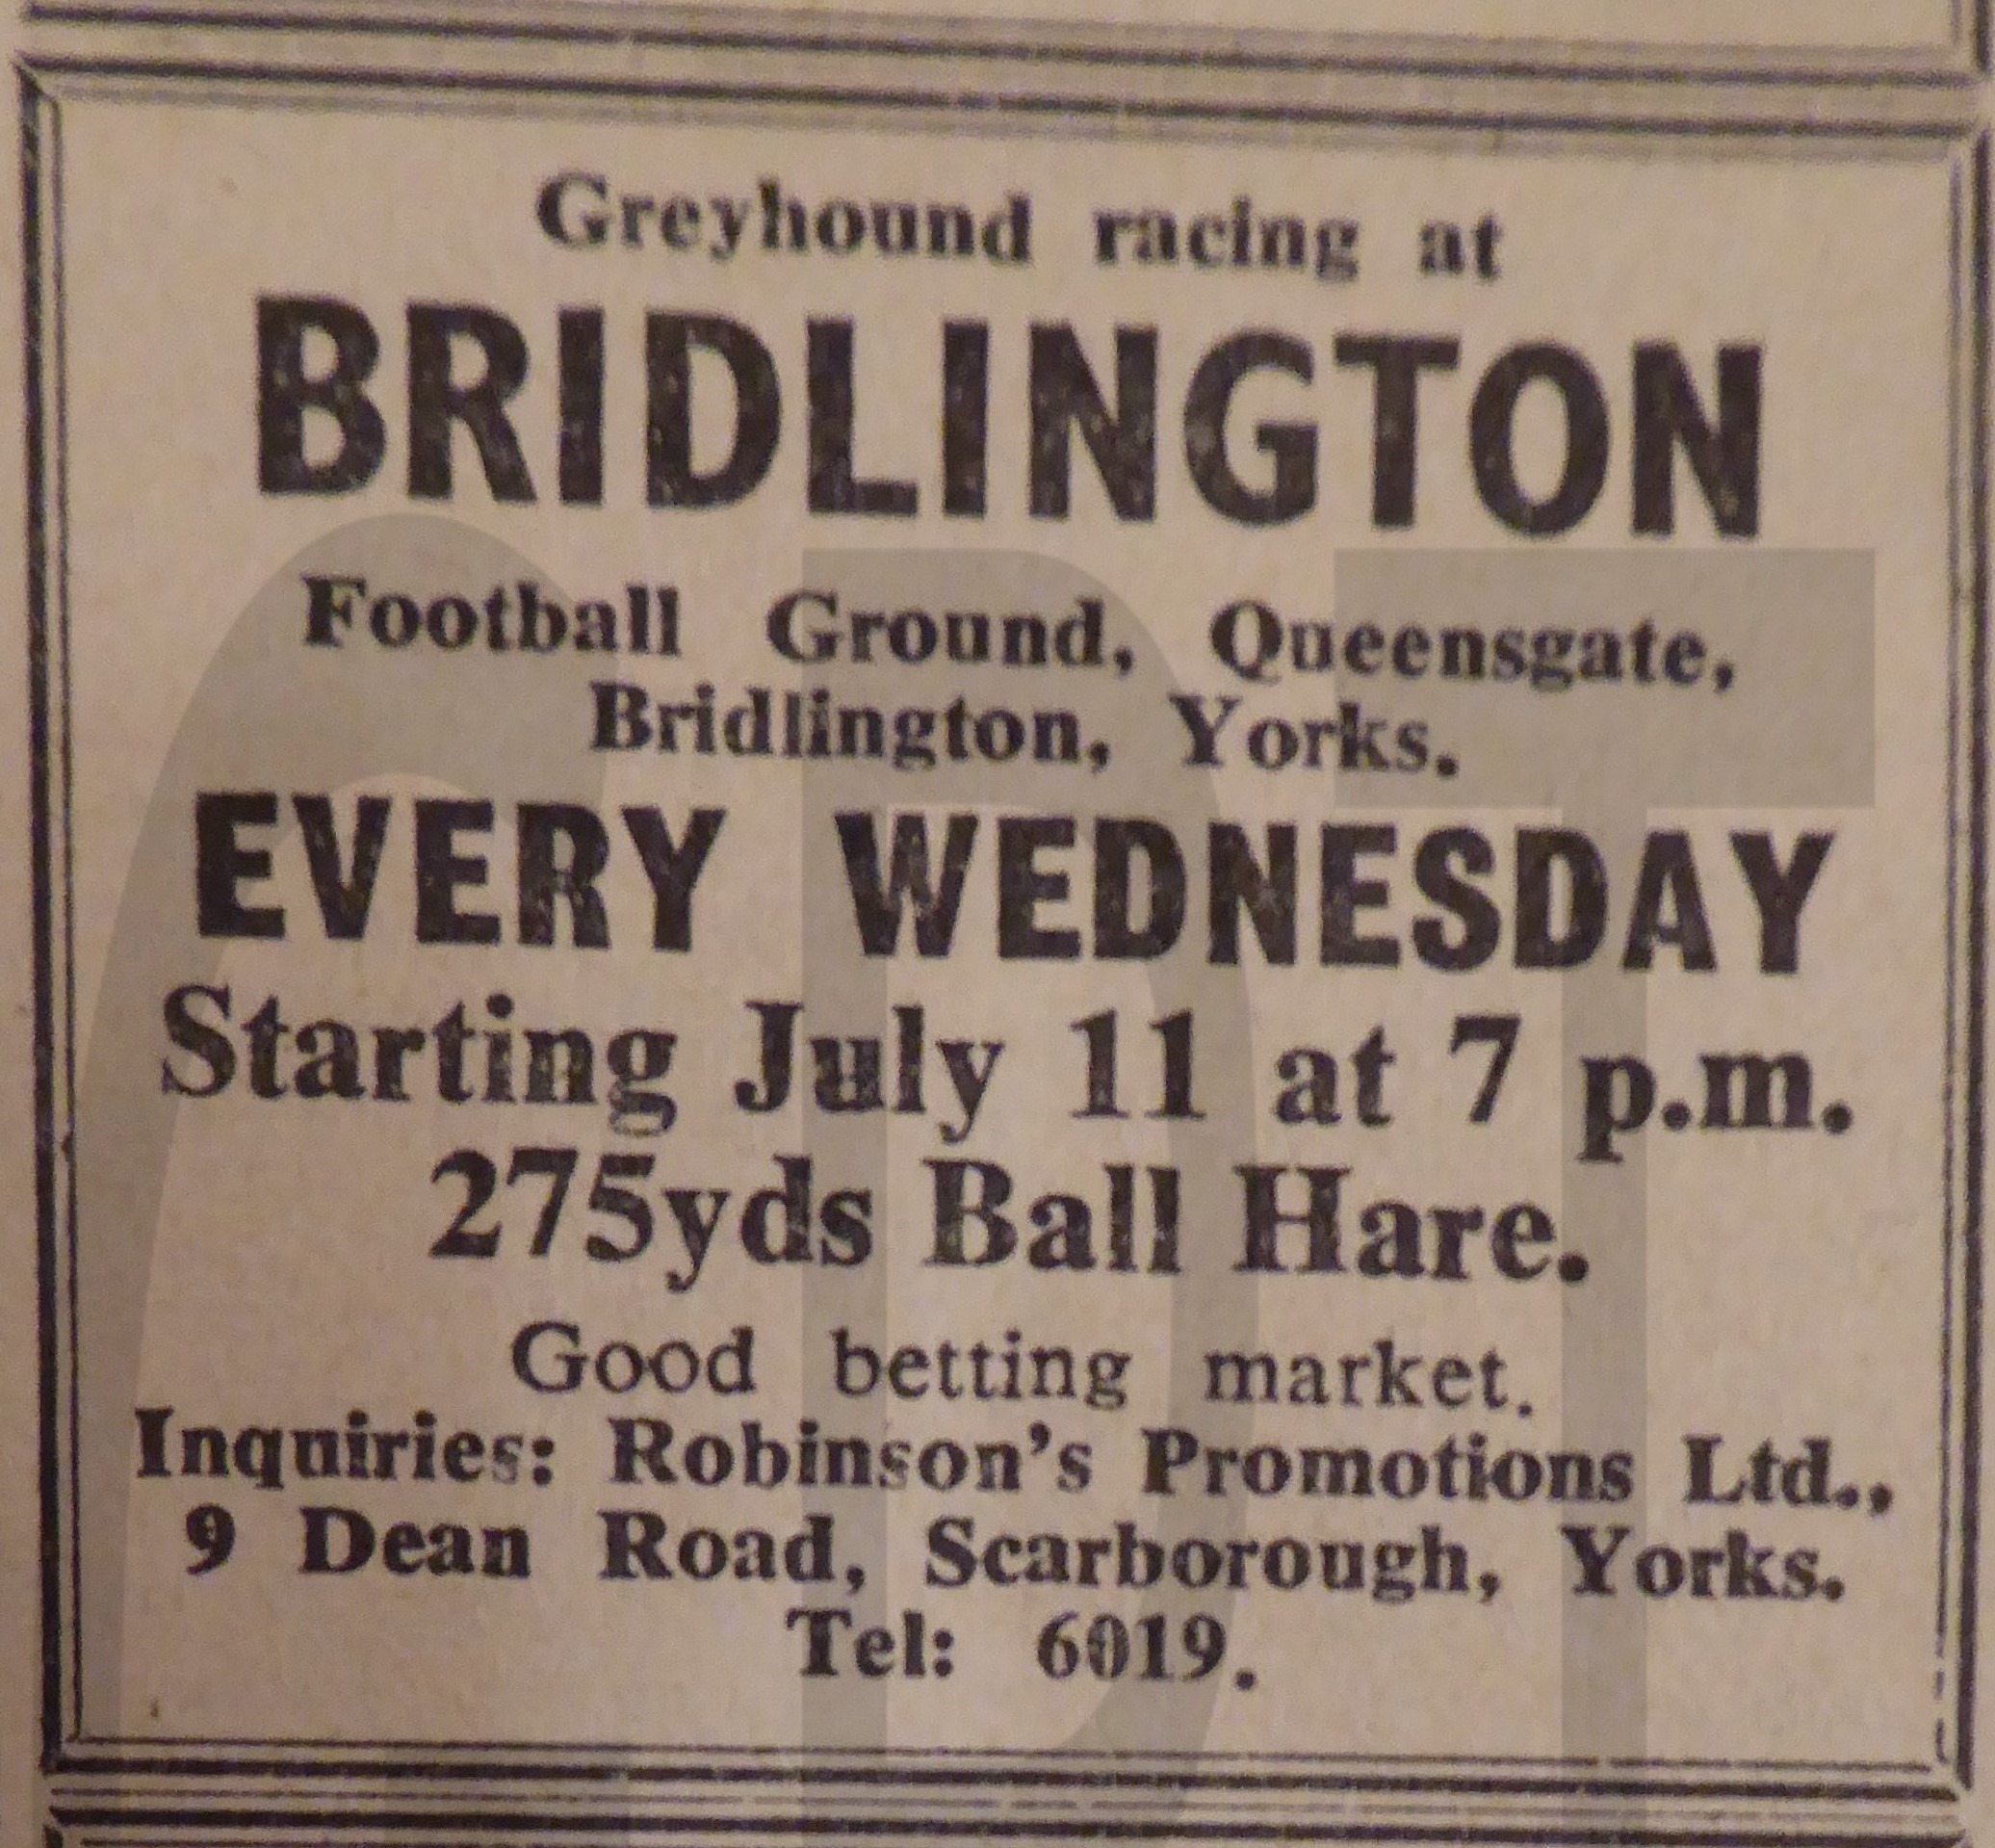 Greyhound racing at
BRIDLINGTON
Football Ground, Queensgate,
Bridlington, Yorks.
EVERY WEDNESDAY
Starting July 11 at 7 p.m.
275yds Ball Hare.
Good betting market.
Inquiries: Robinson's Promotions Ltd.,
9 Dean Road, Scarborough, Yorks.
Tel: 6019.